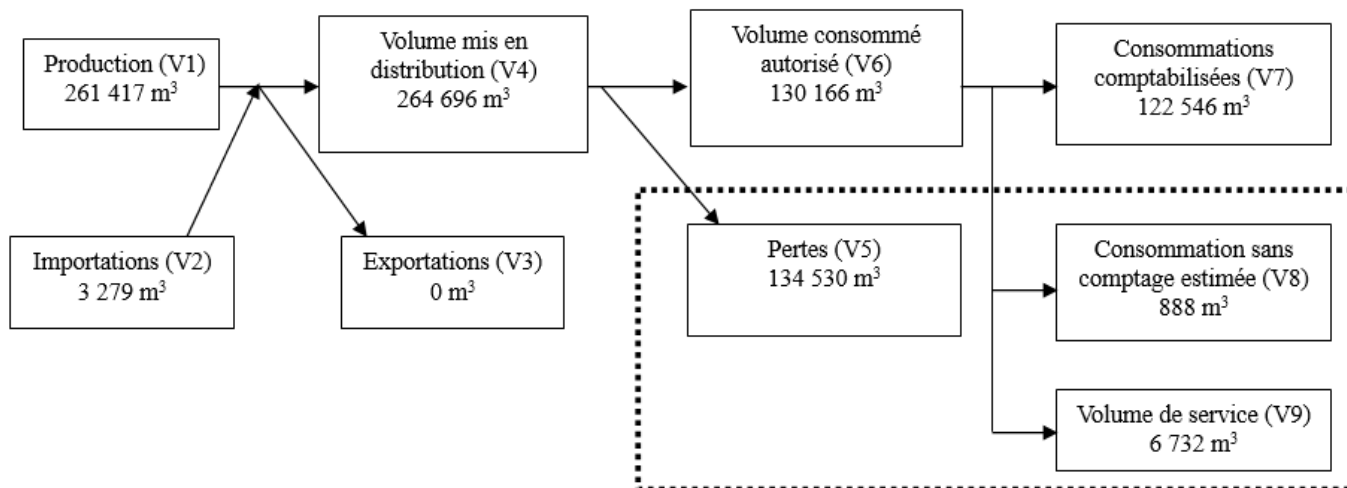 Production (V1)
261 417 m³
Volume mis en
distribution (V4)
264 696 m³
Volume consommé
autorisé (V6)
130 166 m³
Consommations
comptabilisées (V7)
122 546 m³
Importations (V2)
3 279 m³
Exportations (V3)
0 m³
Pertes (V5)
134 530 m³
Consommation sans
comptage estimée (V8)
888 m³
Volume de service (V9)
6 732 m³